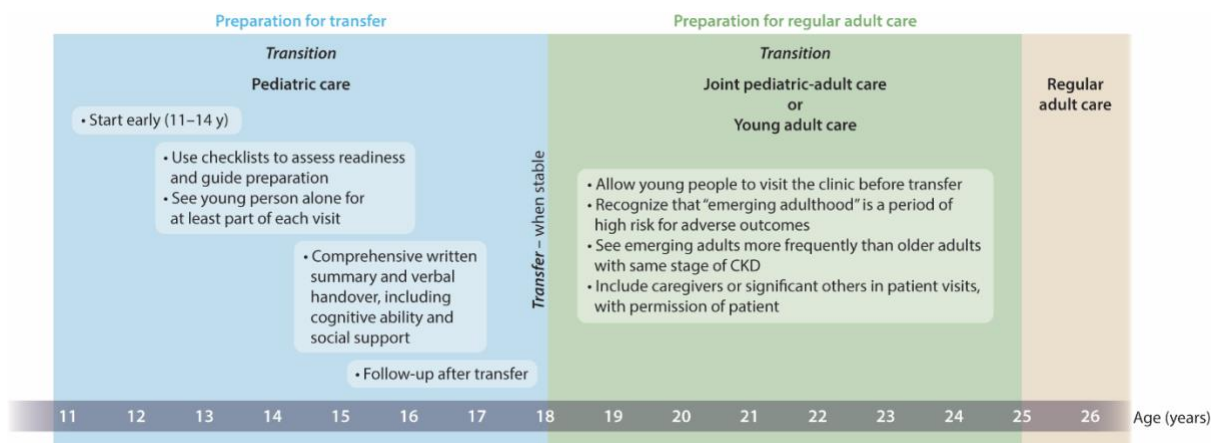 Preparation for transfer
Preparation for regular adult care
Transition
Pediatric care
• Start early (11–14 y)
• Use checklists to assess readiness
and guide preparation
• See young person alone for
at least part of each visit
• Comprehensive written
summary and verbal
handover, including
cognitive ability and
social support
• Follow-up after transfer
Transfer – when stable
Transition
Joint pediatric-adult care
or
Young adult care
• Allow young people to visit the clinic before transfer
• Recognize that “emerging adulthood” is a period of
high risk for adverse outcomes
• See emerging adults more frequently than older adults
with same stage of CKD
• Include caregivers or significant others in patient visits,
with permission of patient
Regular
adult care
11 12 13 14 15 16 17 18 19 20 21 22 23 24 25 26 Age (years)